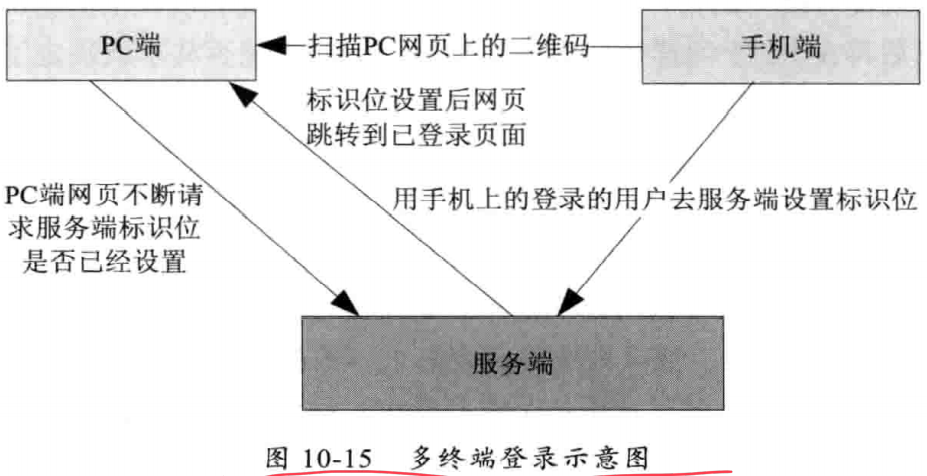 PC端
扫描PC网页上的二维码
手机端
标识位设置后网页
跳转到已登录页面
PC端网页不断请
求服务端标识位
是否已经设置
用手机上的登录的用户去服务端设置标识位
服务端
图 10-15 多终端登录示意图